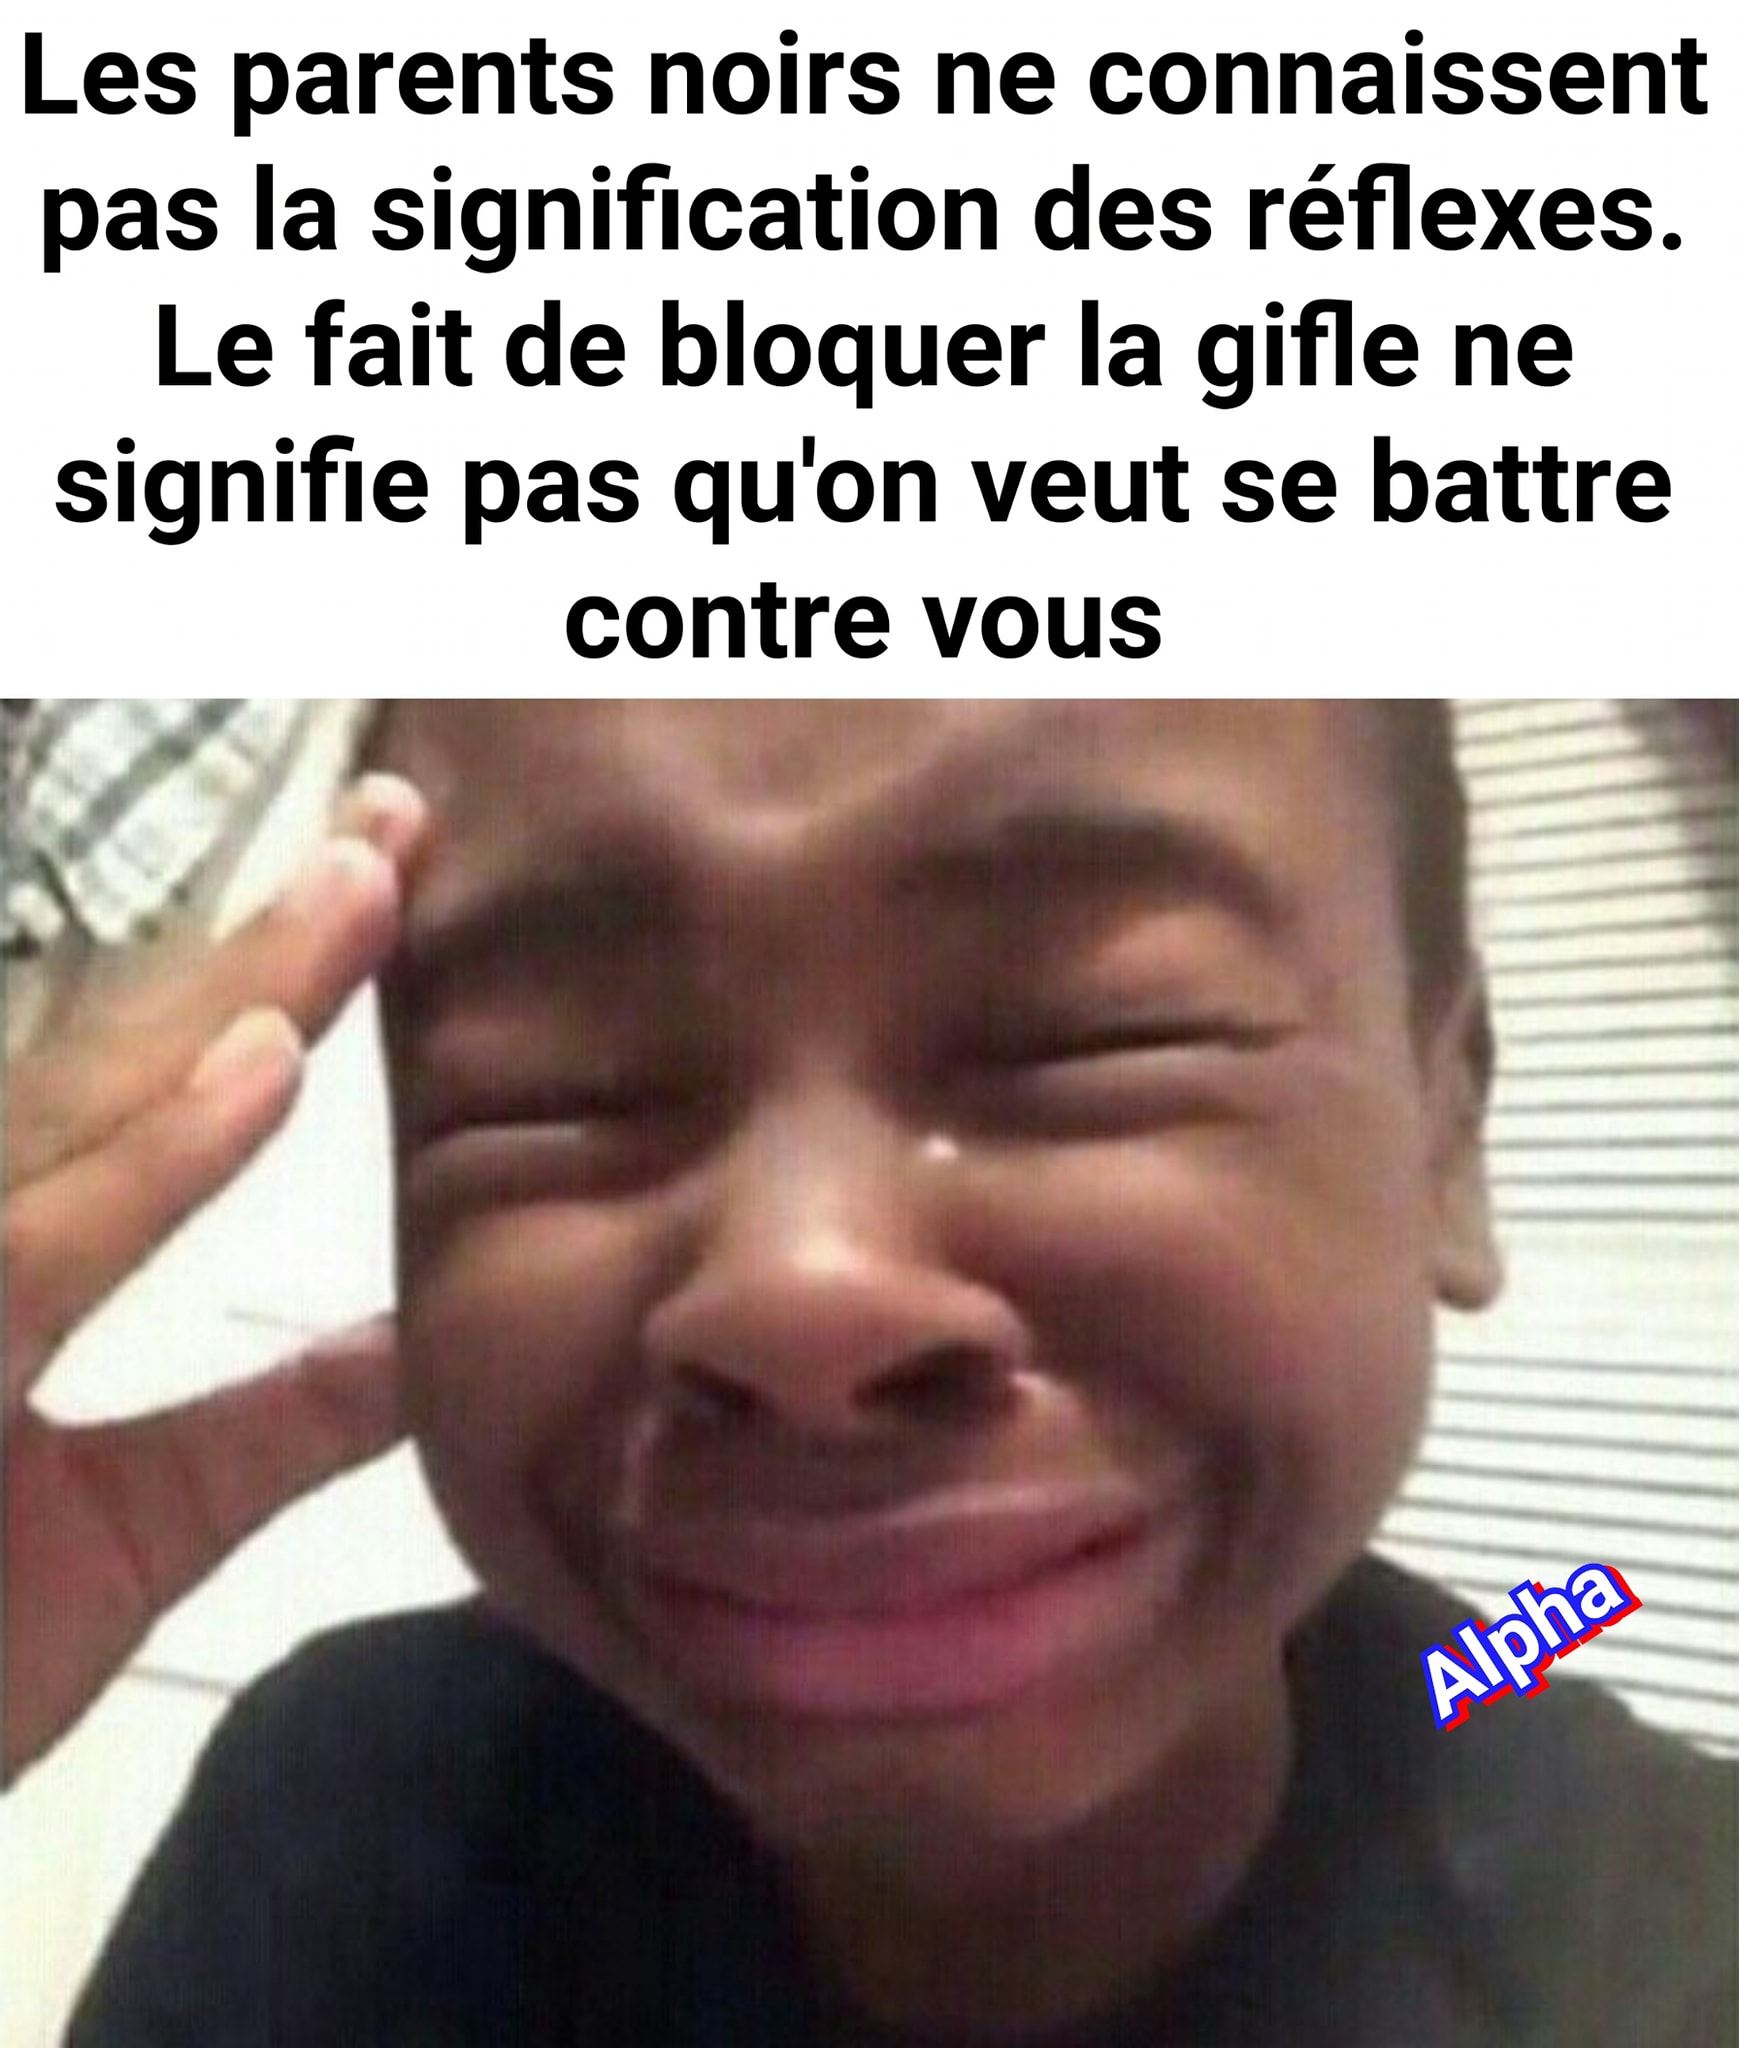 Les parents noirs ne connaissent
pas la signification des réflexes.
Le fait de bloquer la gifle ne
signifie pas qu'on veut se battre
contre vous
Alpha